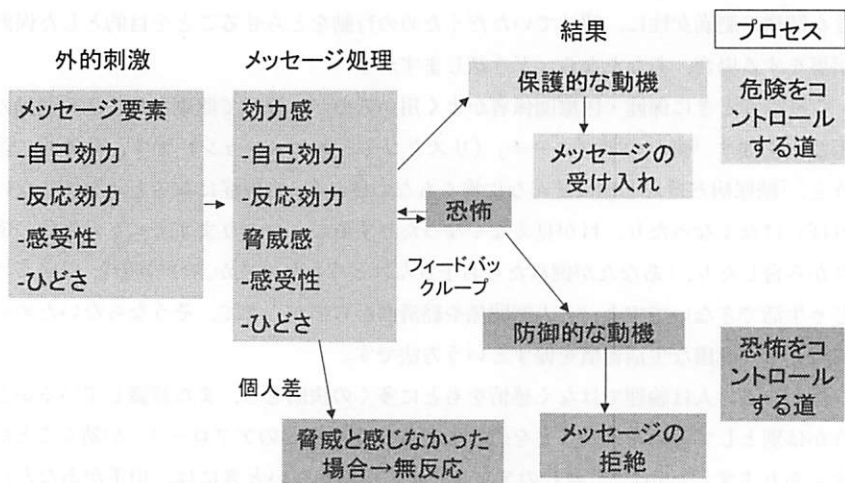 外的刺激
メッセージ要素
-自己効力
-反応効力
-感受性
-ひどさ
メッセージ処理
効力感
-自己効力
-反応効力
脅威感
-感受性
-ひどさ
個人差
脅威と感じなかった
場合→無反応
結果
保護的な動機
メッセージの
受け入れ
恐怖
フィードバッ
クループ
防御的な動機
メッセージの
拒絶
プロセス
危険をコ
ントロール
する道
恐怖をコ
ントロール
する道